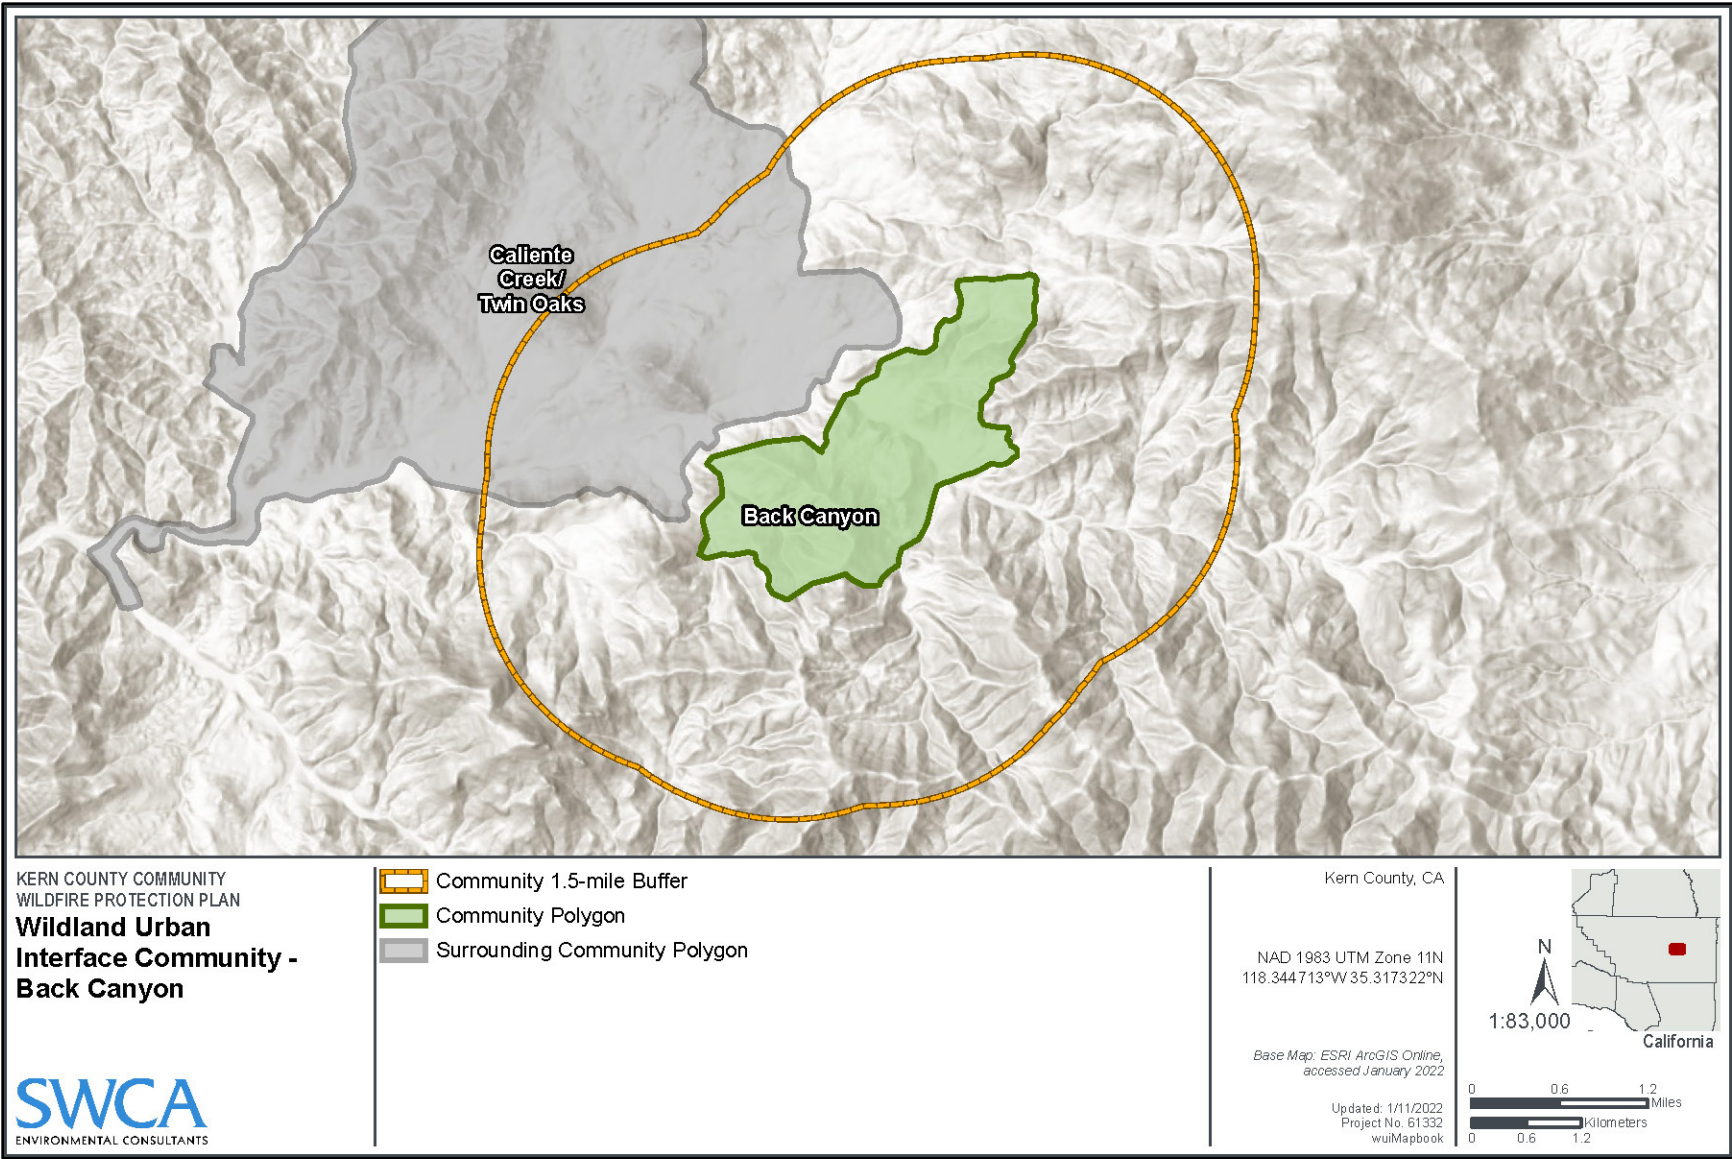 Caliente
Creek/
Twin Oaks
Back Canyon
KERN COUNTY COMMUNITY
WILDFIRE PROTECTION PLAN
Wildland Urban
Interface Community -
Back Canyon
SWCA
ENVIRONMENTAL CONSULTANTS
Community 1.5-mile Buffer
Community Polygon
Surrounding Community Polygon
Kern County, CA
NAD 1983 UTM Zone 11N
118.344713°W 35.317322°N
Base Map: ESRI ArcGIS Online,
accessed January 2022
Updated: 1/11/2022
Project No. 61332
wuiMapbook
N
1:83,000
California
0 0.6 1.2
Miles
Kilometers
0 0.6 1.2